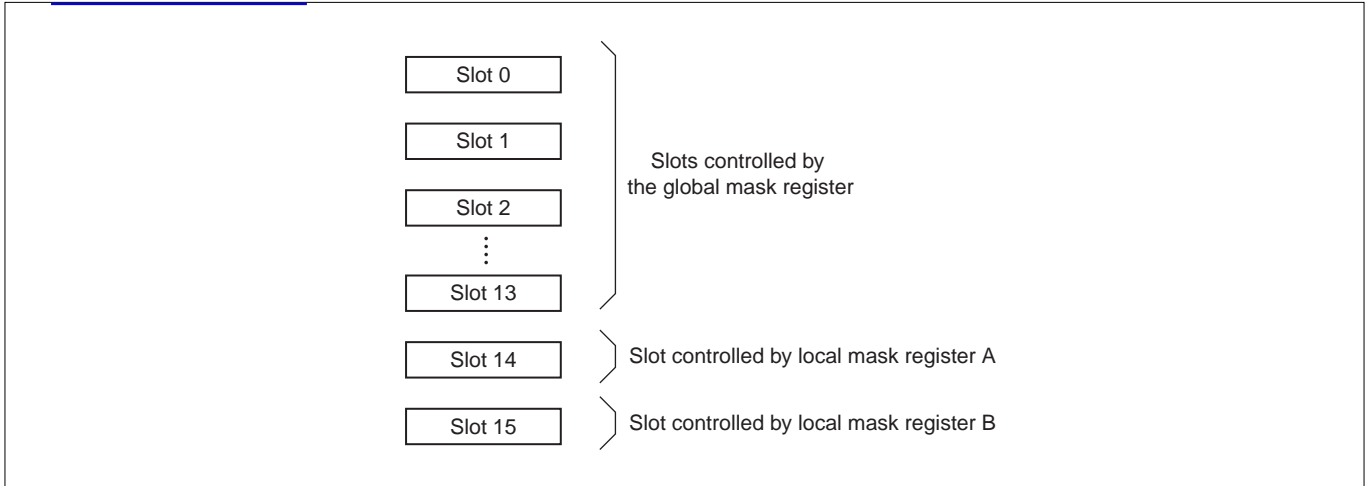 Slot 0
Slot 1
Slots controlled by
the global mask register
Slot 2
Slot 13
Slot 14
Slot controlled by local mask register A
Slot 15
Slot controlled by local mask register B